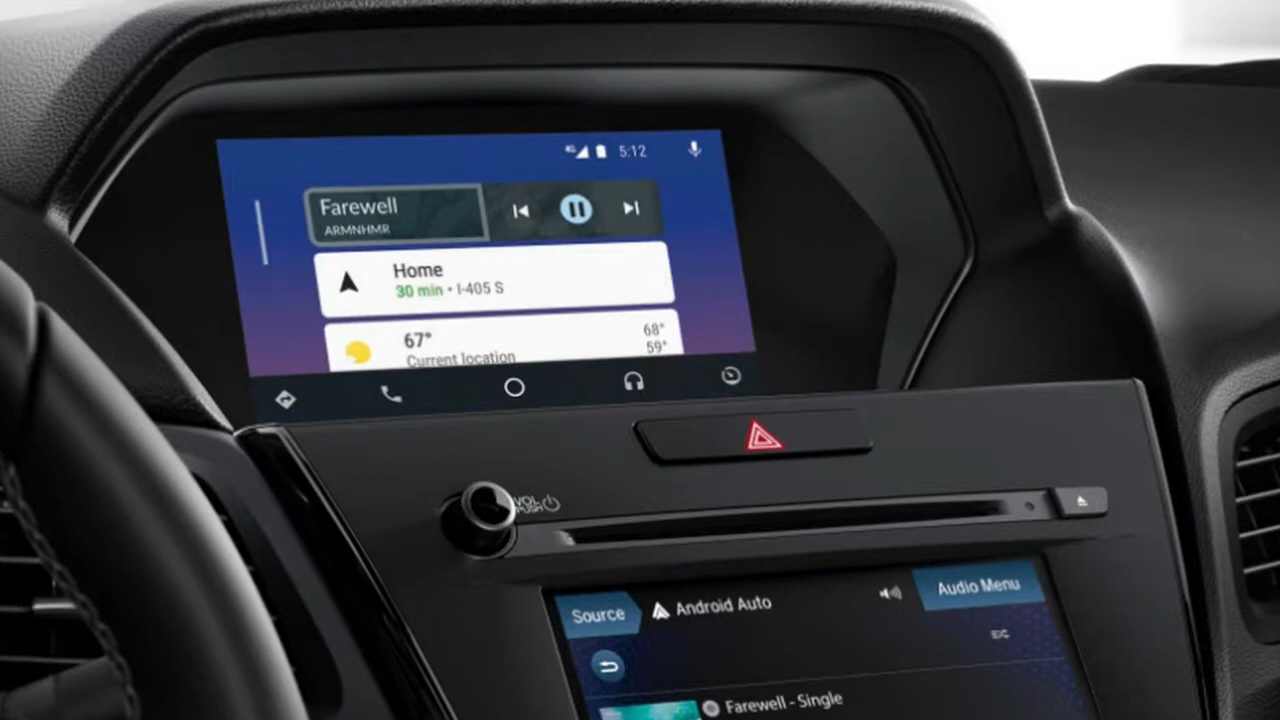 4G 5:12
Farewell
ARMNHMR
Home
30 min • I-405 S
67° 68°
Current location 59°
VOL
PUSH
Source Android Auto Audio Menu
Farewell - Single